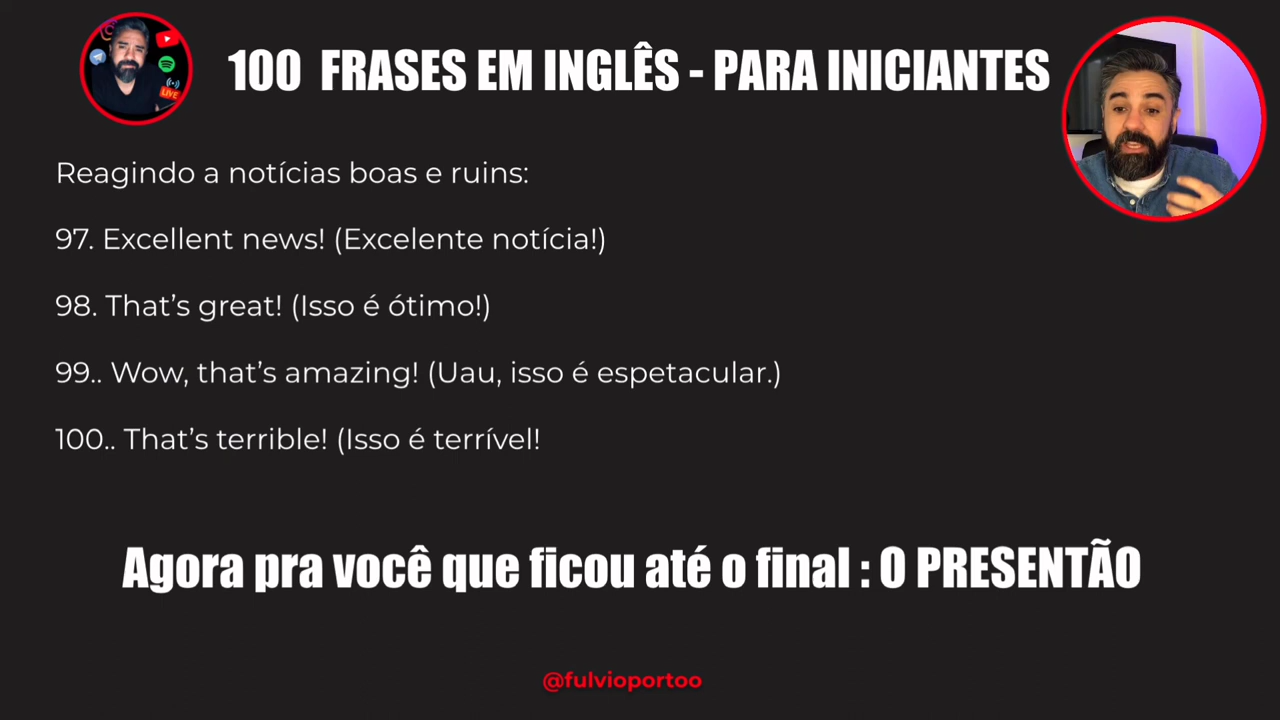 100 FRASES EM INGLÊS - PARA INICIANTES
LIVE
Reagindo a notícias boas e ruins:
97. Excellent news! (Excelente notícia!)
98. That’s great! (Isso é ótimo!)
99.. Wow, that’s amazing! (Uau, isso é espetacular.)
100.. That’s terrible! (Isso é terrível!
Agora pra você que ficou até o final : O PRESENTÃO
@fulvioportoo